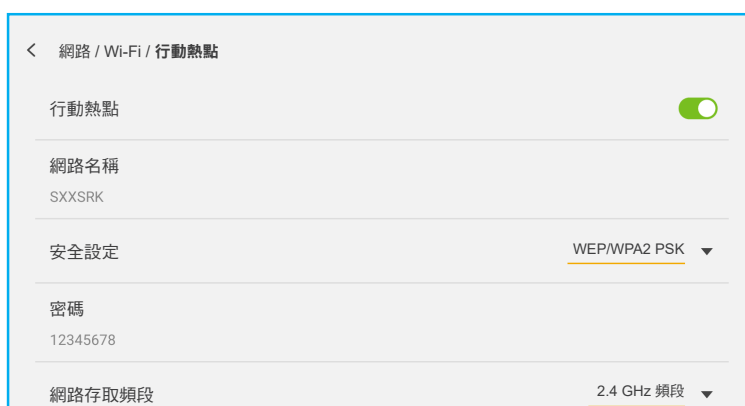 網路 / Wi-Fi / 行動熱點
行動熱點
網路名稱
SXXSRK
安全設定 WEP/WPA2 PSK
密碼
12345678
網路存取頻段 2.4 GHz 頻段